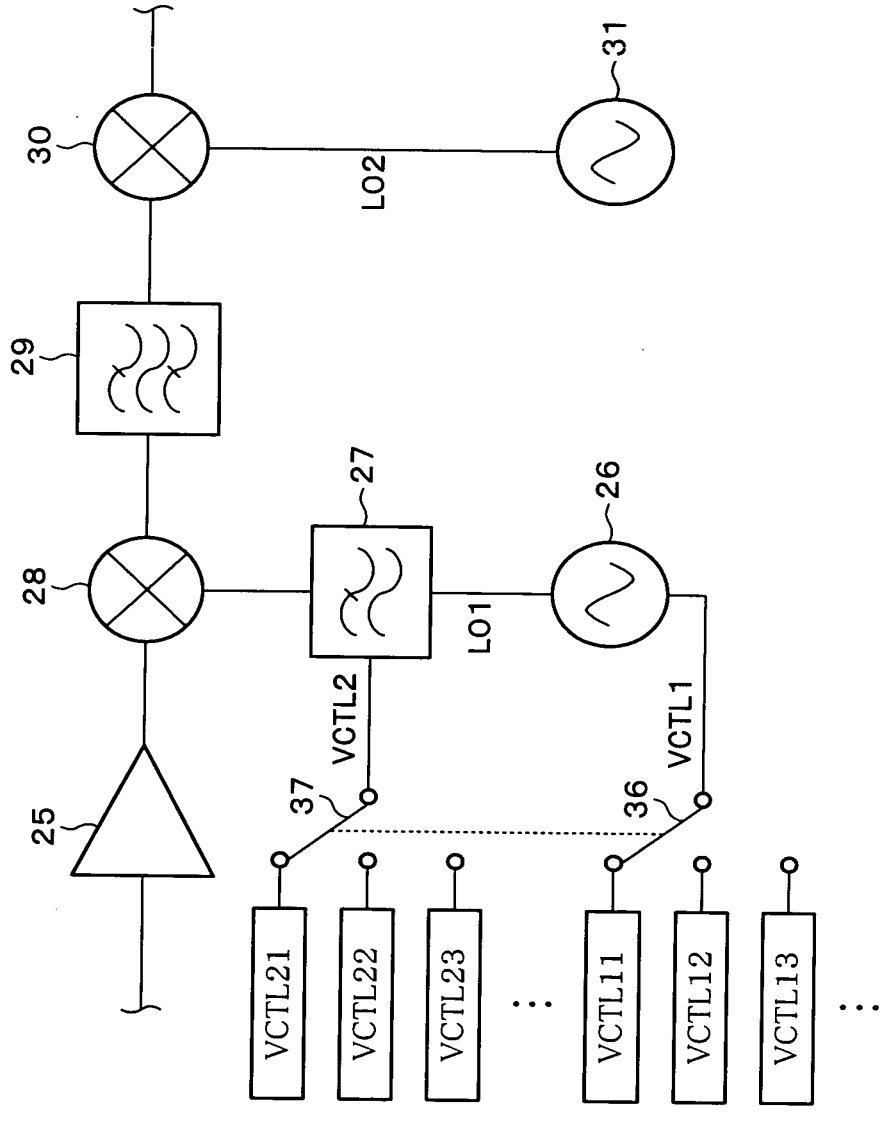 30
31
LO2
29
27
26
28
LO1
VCTL2
VCTL1
25
37
36
VCTL21
VCTL22
VCTL23
...
VCTL11
VCTL12
VCTL13
...